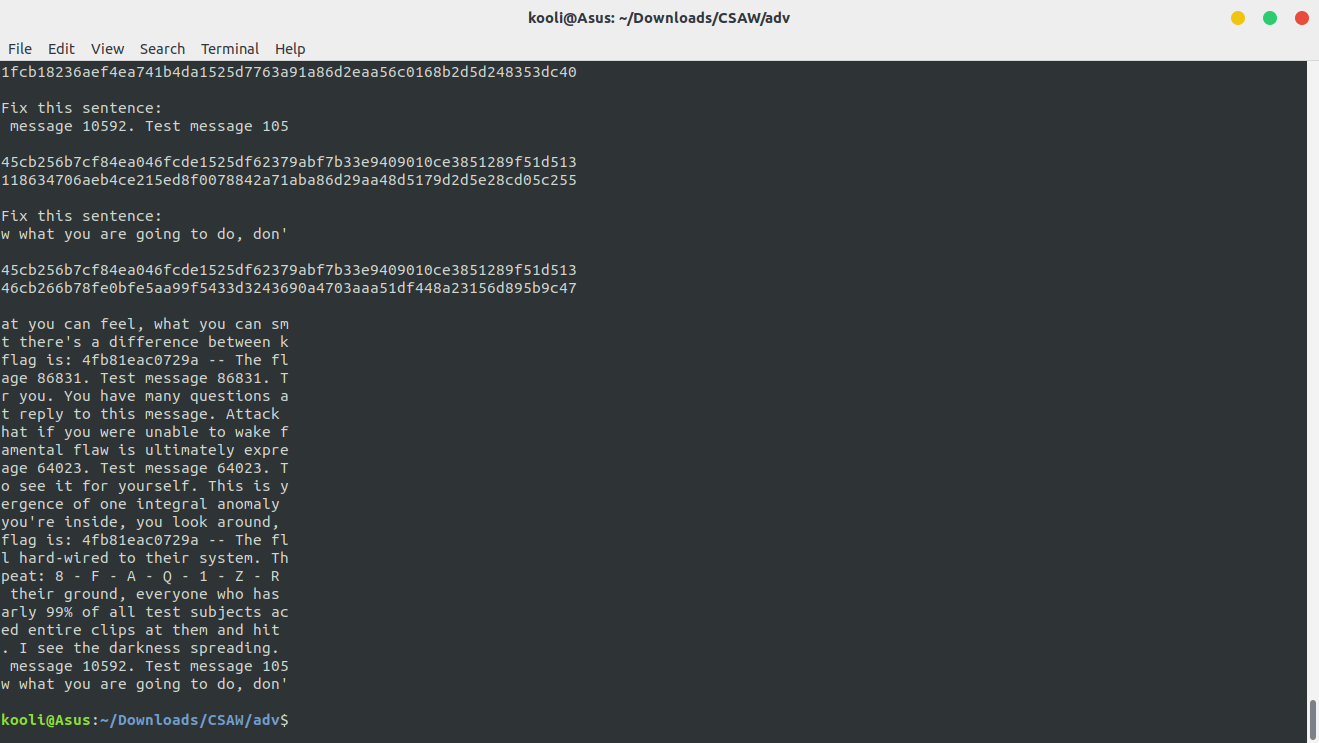 kooli@Asus: ~/Downloads/CSAW/adv
File Edit View Search Terminal Help
1fcb18236aef4ea741b4da1525d7763a91a86d2eaa56c0168b2d5d248353dc40
Fix this sentence:
message 10592. Test message 105
45cb256b7cf84ea046fcde1525df62379abf7b33e9409010ce3851289f51d513
118634706aeb4ce215ed8f0078842a71aba86d29aa48d5179d2d5e28cd05c255
Fix this sentence:
w what you are going to do, don'
45cb256b7cf84ea046fcde1525df62379abf7b33e9409010ce3851289f51d513
46cb266b78fe0bfe5aa99f5433d3243690a4703aaa51df448a23156d895b9c47
at you can feel, what you can sm
t there's a difference between k
flag is: 4fb81eac0729a -- The fl
age 86831. Test message 86831. T
r you. You have many questions a
t reply to this message. Attack
hat if you were unable to wake f
amental flaw is ultimately expre
age 64023. Test message 64023. T
o see it for yourself. This is y
ergence of one integral anomaly
you're inside, you look around,
flag is: 4fb81eac0729a -- The fl
l hard-wired to their system. Th
peat: 8 - F - A - Q - 1 - Z - R
their ground, everyone who has
arly 99% of all test subjects ac
ed entire clips at them and hit
. I see the darkness spreading.
message 10592. Test message 105
w what you are going to do, don'
kooli@Asus:~/Downloads/CSAW/adv$